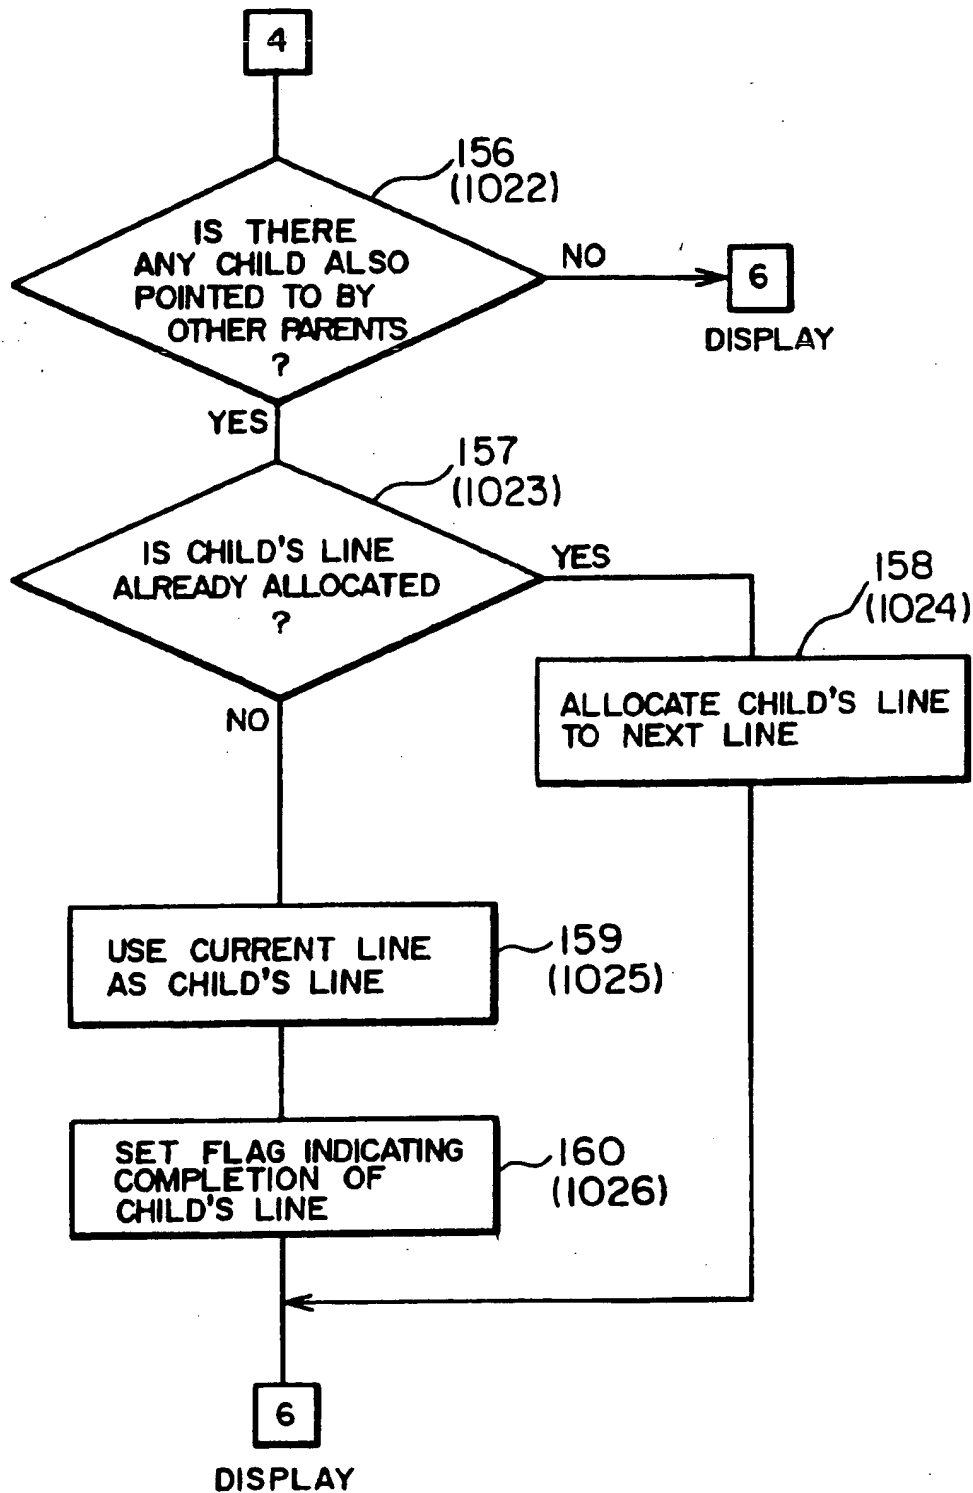 4
156
(1022)
IS THERE
ANY CHILD ALSO
POINTED TO BY
OTHER PARENTS
?
NO
6
DISPLAY
YES
157
(1023)
IS CHILD'S LINE
ALREADY ALLOCATED
?
YES
158
(1024)
ALLOCATE CHILD'S LINE
TO NEXT LINE
NO
USE CURRENT LINE
AS CHILD'S LINE
159
(1025)
SET FLAG INDICATING
COMPLETION OF
CHILD'S LINE
160
(1026)
6
DISPLAY